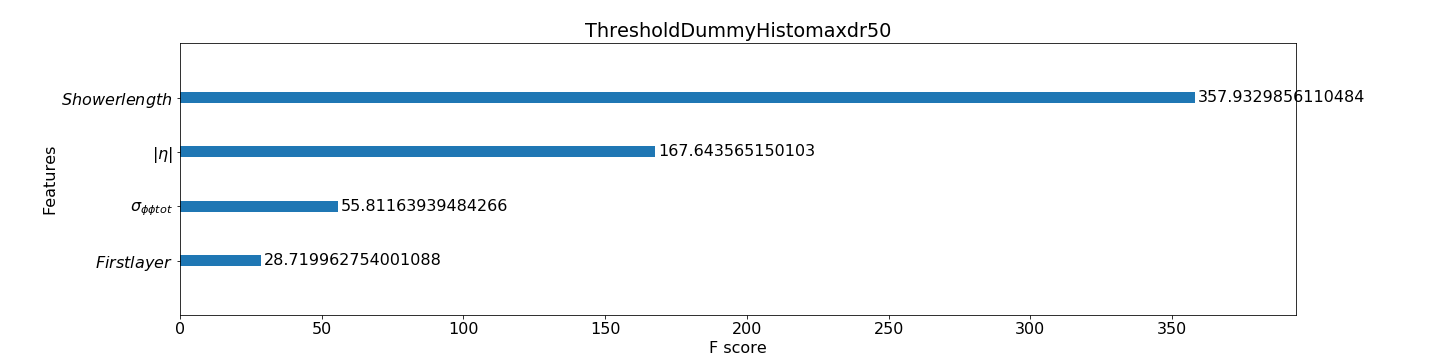 ThresholdDummyHistomaxdr50
Showerlength
357.9329856110484
|η|
167.643565150103
σϕϕtot
55.81163939484266
Firstlayer
28.719962754001088
Features
0 50 100 150 200 250 300 350
F score